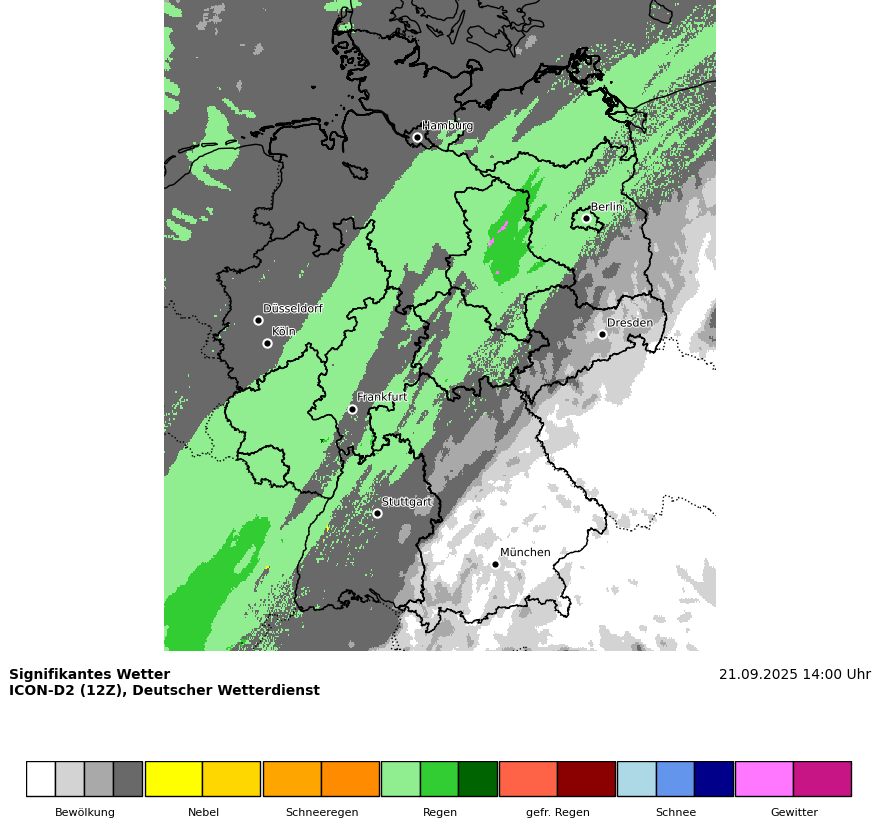 Hamburg
Berlin
Düsseldorf
Köln
Dresden
Frankfurt
Stuttgart
München
Signifikantes Wetter
21.09.2025 14:00 Uhr
ICON-D2 (12Z), Deutscher Wetterdienst
Bewölkung
Nebel
Schneeregen
Regen
gefr. Regen
Schnee
Gewitter